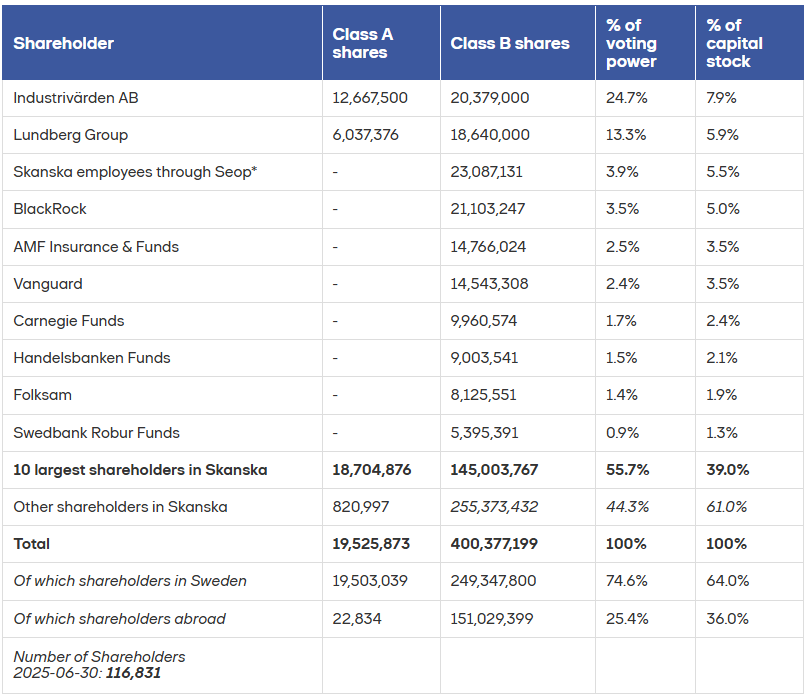 Shareholder Class A shares Class B shares % of voting power % of capital stock
Industrivärden AB 12,667,500 20,379,000 24.7% 7.9%
Lundberg Group 6,037,376 18,640,000 13.3% 5.9%
Skanska employees through Seop* - 23,087,131 3.9% 5.5%
BlackRock - 21,103,247 3.5% 5.0%
AMF Insurance & Funds - 14,766,024 2.5% 3.5%
Vanguard - 14,543,308 2.4% 3.5%
Carnegie Funds - 9,960,574 1.7% 2.4%
Handelsbanken Funds - 9,003,541 1.5% 2.1%
Folksam - 8,125,551 1.4% 1.9%
Swedbank Robur Funds - 5,395,391 0.9% 1.3%
10 largest shareholders in Skanska 18,704,876 145,003,767 55.7% 39.0%
Other shareholders in Skanska 820,997 255,373,432 44.3% 61.0%
Total 19,525,873 400,377,199 100% 100%
Of which shareholders in Sweden 19,503,039 249,347,800 74.6% 64.0%
Of which shareholders abroad 22,834 151,029,399 25.4% 36.0%
Number of Shareholders
2025-06-30: 116,831